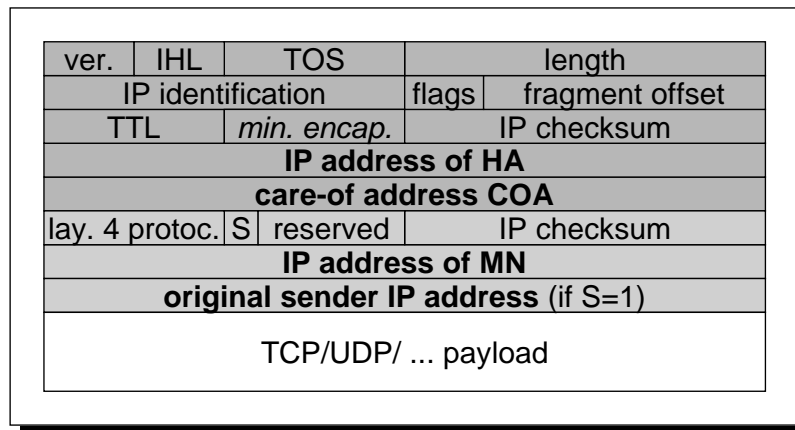 ver. IHL TOS length
IP identification flags fragment offset
TTL min. encap. IP checksum
IP address of HA
care-of address COA
lay. 4 protoc. S reserved IP checksum
IP address of MN
original sender IP address (if S=1)
TCP/UDP/ ... payload